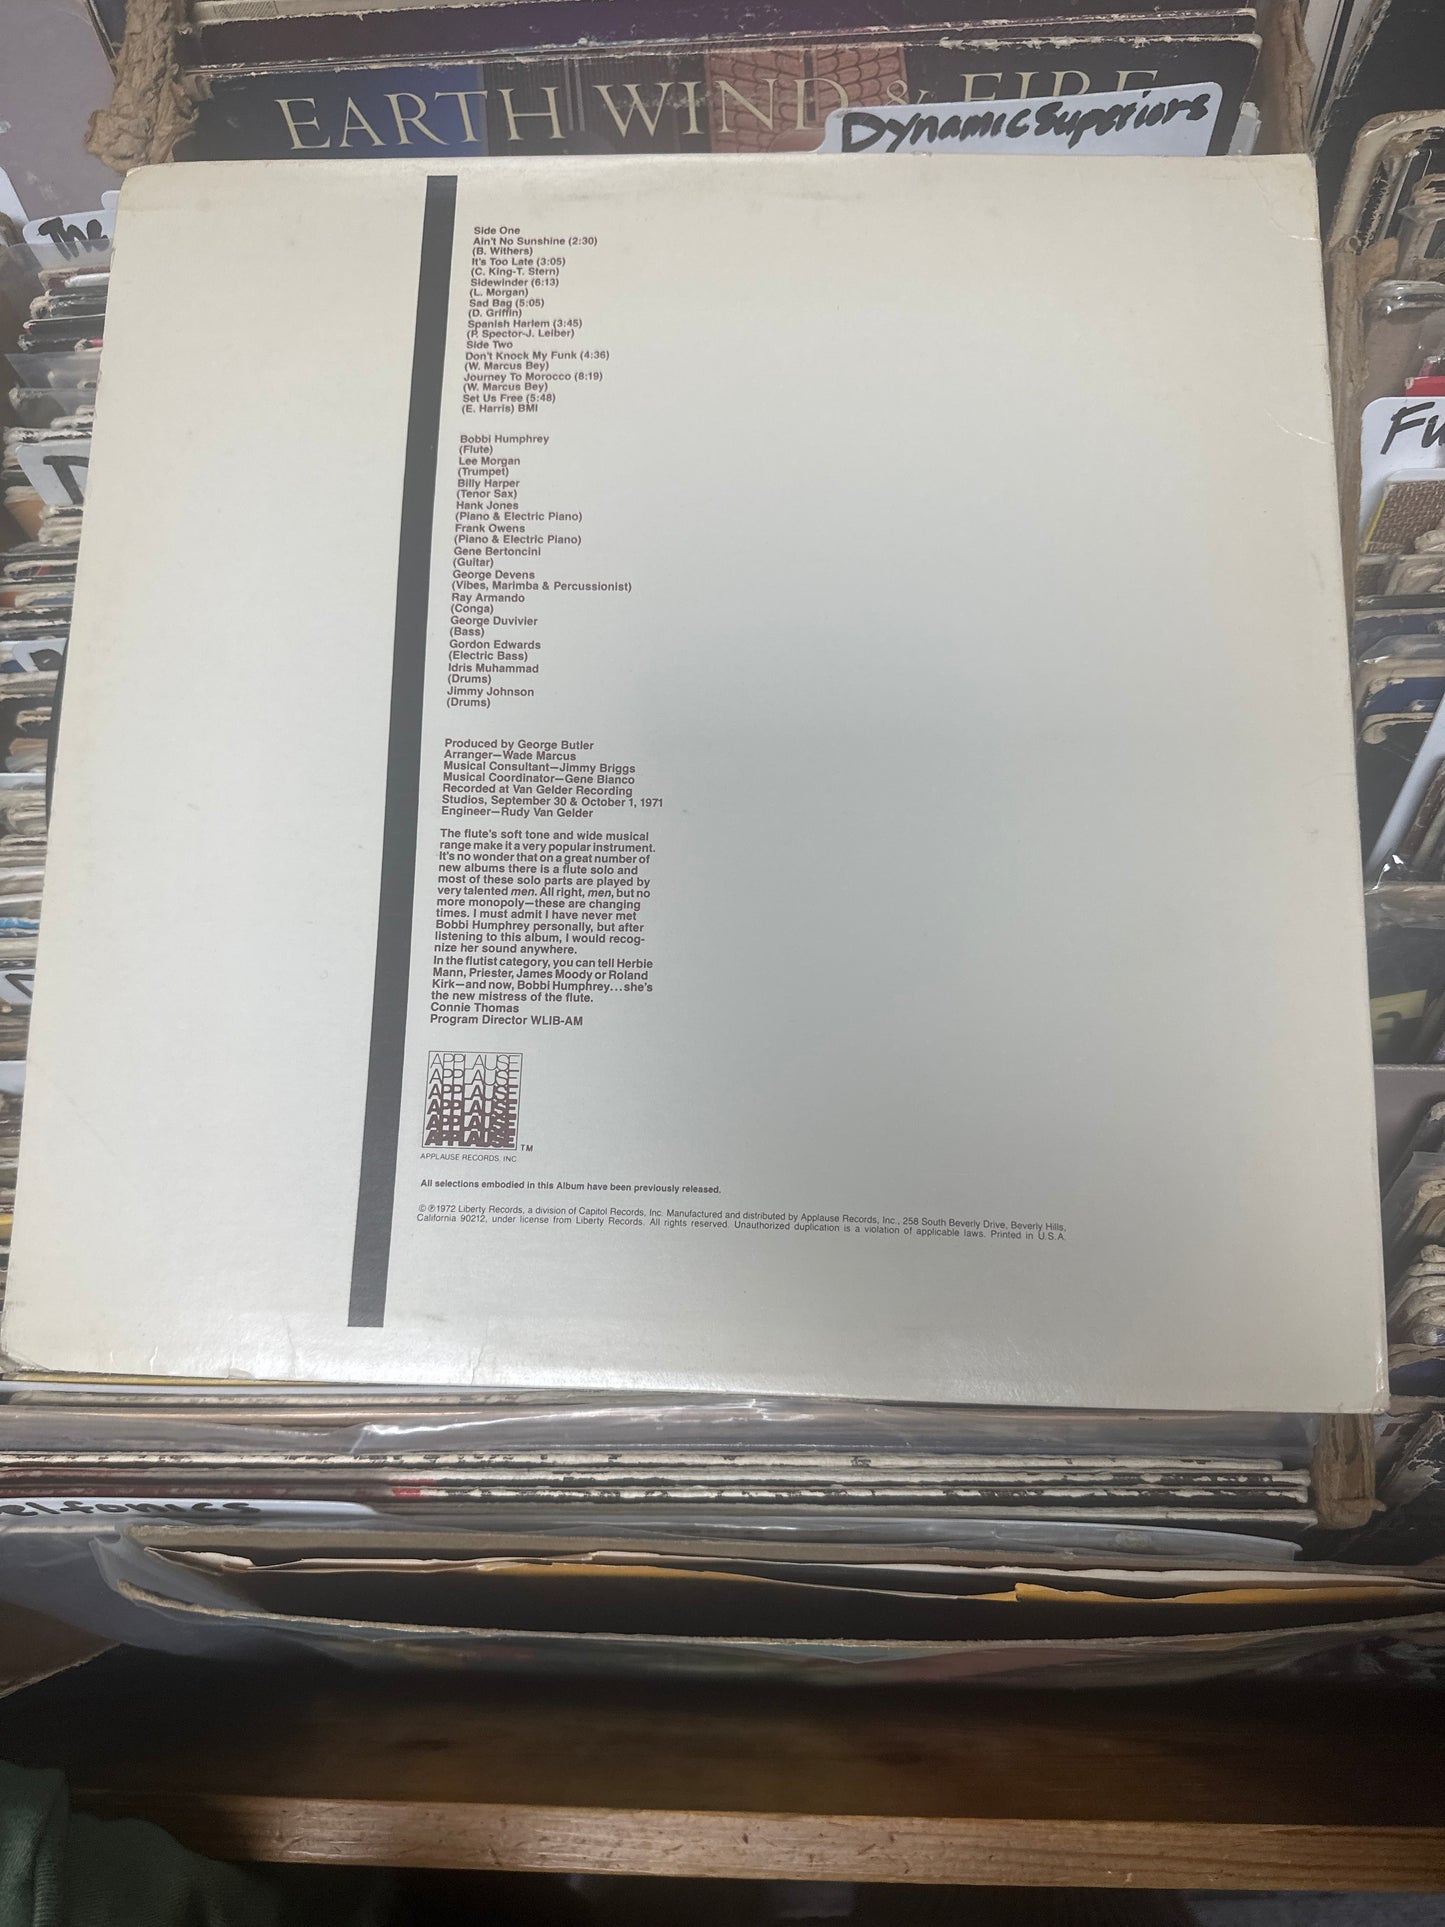 EARTH WIND & FIRE
Dynamic Superiors
The
Fu
Side One
Ain't No Sunshine (2:30)
(B. Withers)
It's Too Late (3:05)
(C. King-T. Stern)
Sidewinder (6:13)
(L. Morgan)
Sad Bag (5:05)
(D. Griffin)
Spanish Harlem (3:45)
(P. Spector-J. Leiber)
Side Two
Don't Knock My Funk (4:36)
(W. Marcus Bey)
Journey To Morocco (8:19)
(W. Marcus Bey)
Set Us Free (5:48)
(E. Harris) BMI
Bobbi Humphrey
(Flute)
Lee Morgan
(Trumpet)
Billy Harper
(Tenor Sax)
Hank Jones
(Piano & Electric Piano)
Frank Owens
(Piano & Electric Piano)
Gene Bertoncini
(Guitar)
George Devens
(Vibes, Marimba & Percussionist)
Ray Armando
(Conga)
George Duvivier
(Bass)
Gordon Edwards
(Electric Bass)
Idris Muhammad
(Drums)
Jimmy Johnson
(Drums)
Produced by George Butler
Arranger—Wade Marcus
Musical Consultant—Jimmy Briggs
Musical Coordinator—Gene Bianco
Recorded at Van Gelder Recording
Studios, September 30 & October 1, 1971
Engineer—Rudy Van Gelder
The flute's soft tone and wide musical
range make it a very popular instrument.
It's no wonder that on a great number of
new albums there is a flute solo and
most of these solo parts are played by
very talented men. All right, men, but no
more monopoly—these are changing
times. I must admit I have never met
Bobbi Humphrey personally, but after
listening to this album, I would recog-
nize her sound anywhere.
In the flutist category, you can tell Herbie
Mann, Priester, James Moody or Roland
Kirk—and now, Bobbi Humphrey...she's
the new mistress of the flute.
Connie Thomas
Program Director WLIB-AM
APPLAUSE
APPLAUSE
APPLAUSE
APPLAUSE
APPLAUSE
APPLAUSE
TM
APPLAUSE RECORDS, INC.
All selections embodied in this Album have been previously released.
© ℗ 1972 Liberty Records, a division of Capitol Records, Inc. Manufactured and distributed by Applause Records, Inc., 258 South Beverly Drive, Beverly Hills,
California 90212, under license from Liberty Records. All rights reserved. Unauthorized duplication is a violation of applicable laws. Printed in U.S.A.
elfonics